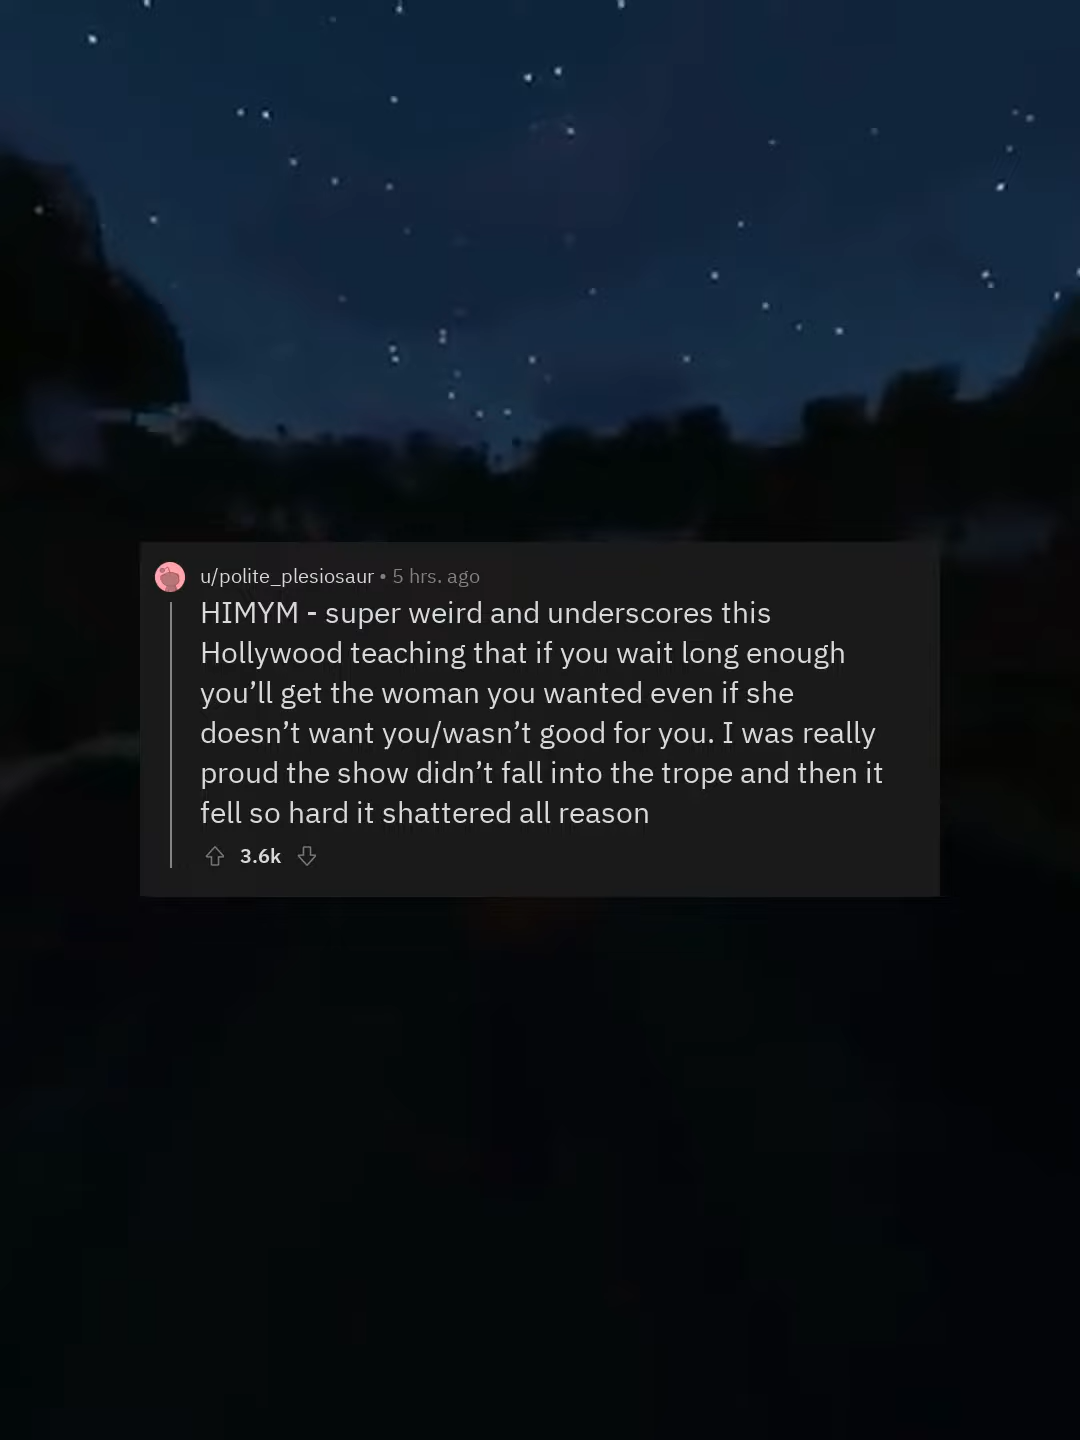 u/polite_plesiosaur • 5 hrs. ago
HIMYM - super weird and underscores this
Hollywood teaching that if you wait long enough
you’ll get the woman you wanted even if she
doesn’t want you/wasn’t good for you. I was really
proud the show didn’t fall into the trope and then it
fell so hard it shattered all reason
3.6k